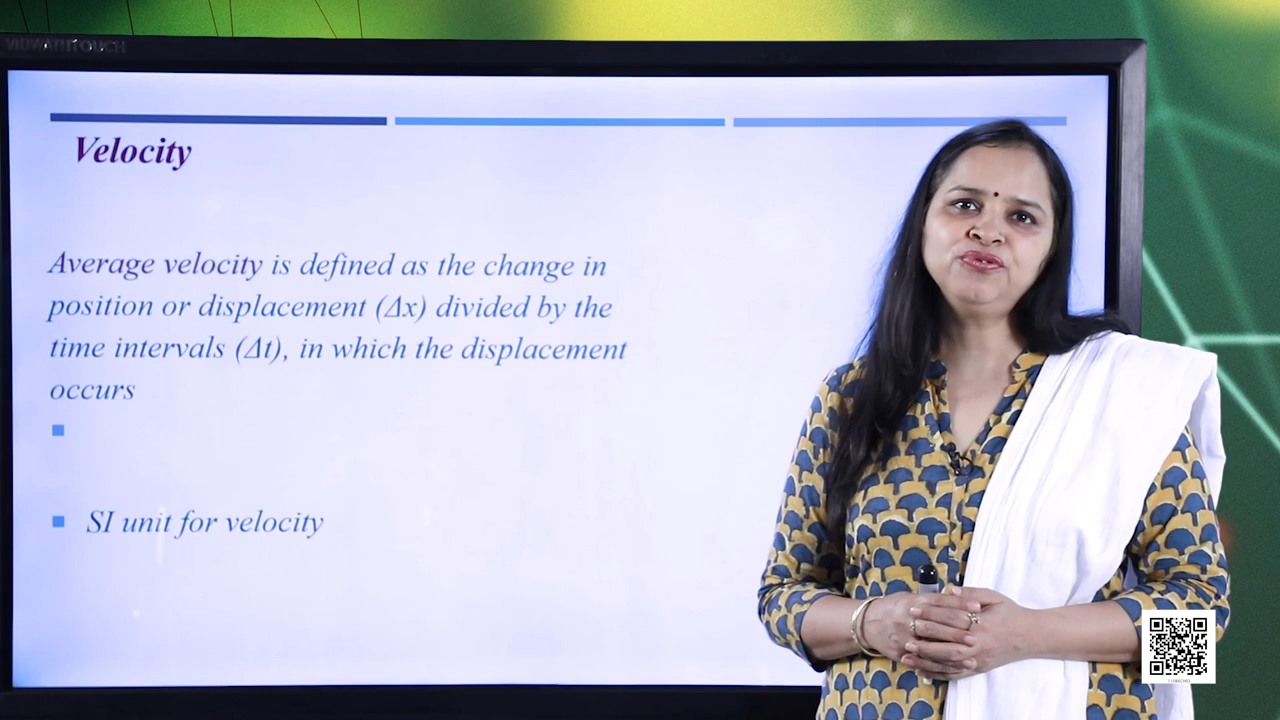 VIDWATHTOUCH
Velocity
Average velocity is defined as the change in
position or displacement (Δx) divided by the
time intervals (Δt), in which the displacement
occurs
SI unit for velocity